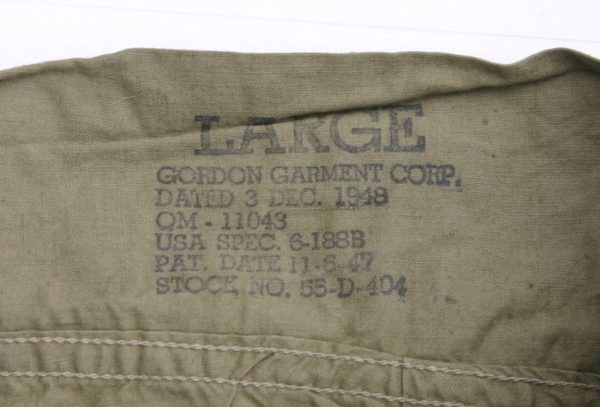 LARGE
GORDON GARMENT CORP.
DATED 3 DEC. 1948
QM - 11043
USA SPEC. 6-188B
PAT. DATE 11-6-47
STOCK NO. 55-D-404